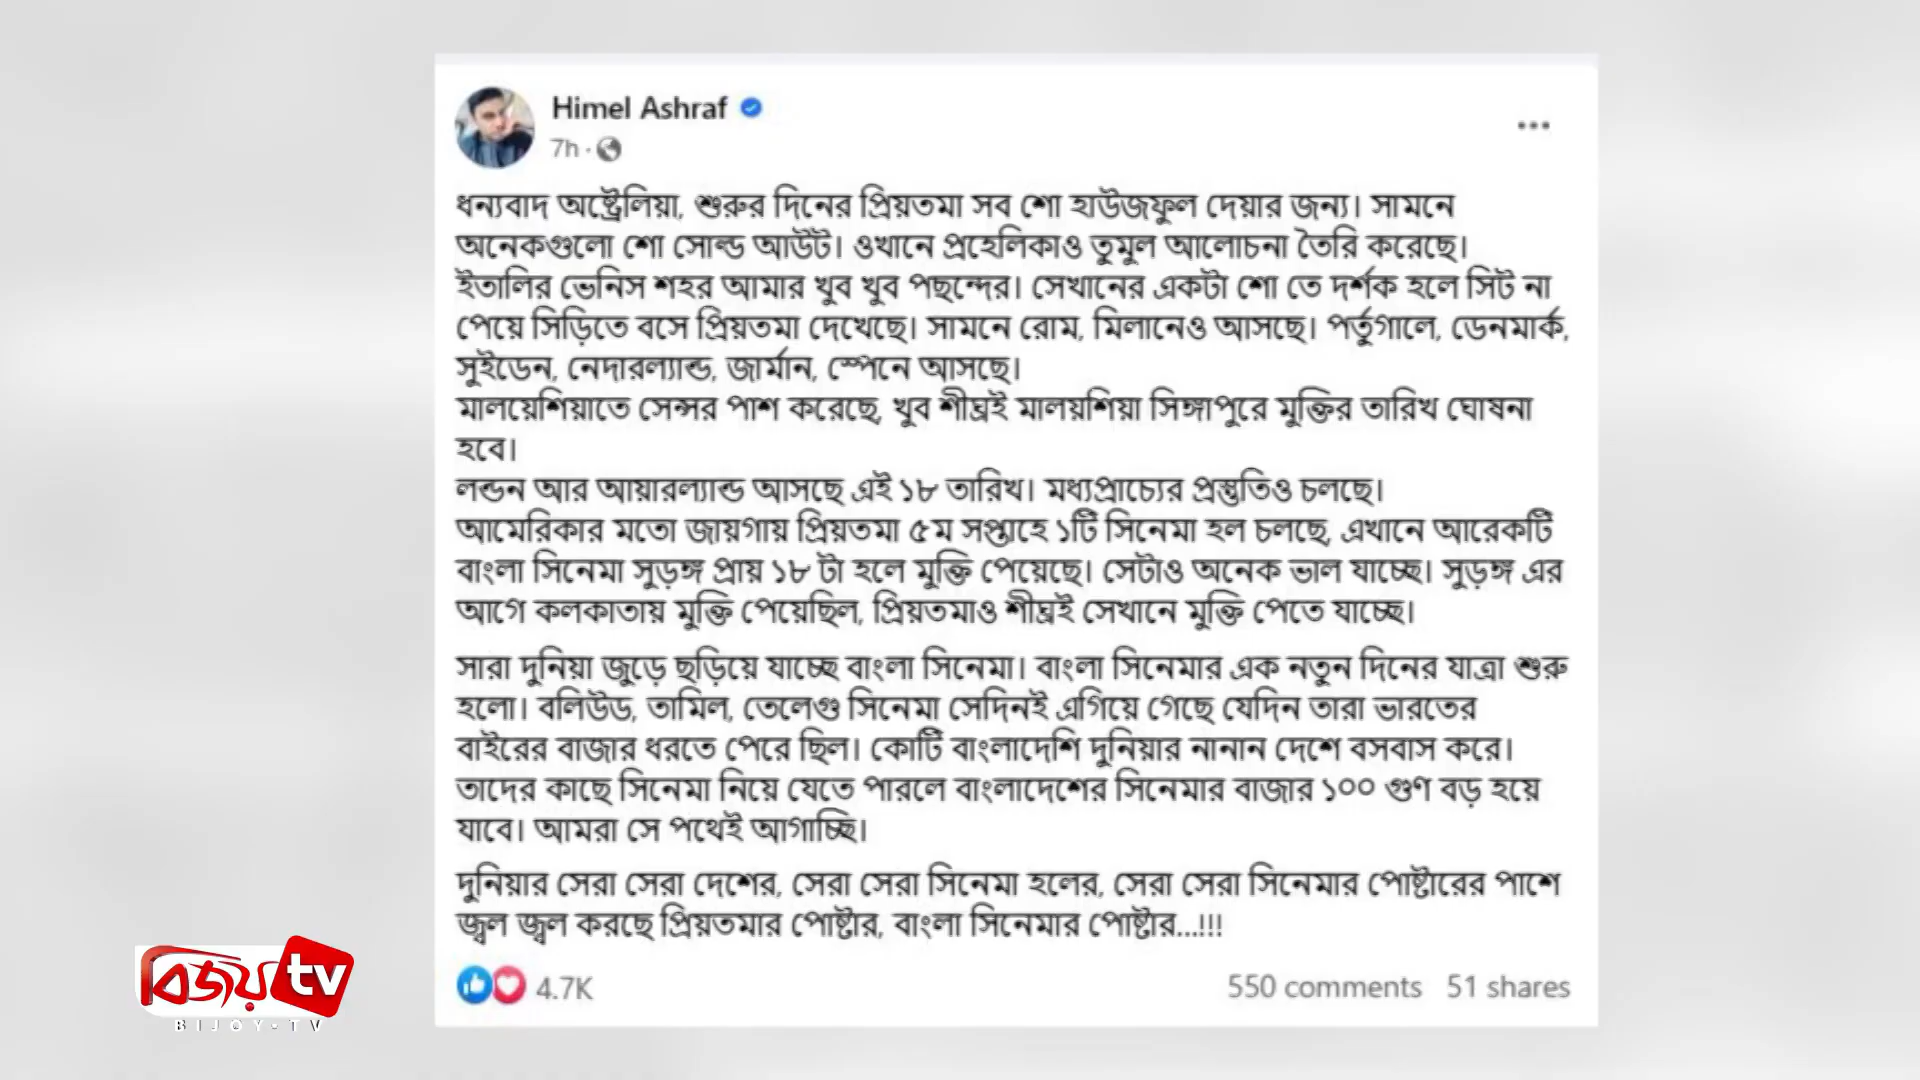 Himel Ashraf
7h ·
ধন্যবাদ অষ্ট্রেলিয়া, শুরুর দিনের প্রিয়তমা সব শো হাউজফুল দেয়ার জন্য। সামনে
অনেকগুলো শো সোল্ড আউট। ওখানে প্রহেলিকাও তুমুল আলোচনা তৈরি করেছে।
ইতালির ভেনিস শহর আমার খুব খুব পছন্দের। সেখানের একটা শো তে দর্শক হলে সিট না
পেয়ে সিড়িতে বসে প্রিয়তমা দেখেছে। সামনে রোম, মিলানেও আসছে। পর্তুগালে, ডেনমার্ক,
সুইডেন, নেদারল্যান্ড, জার্মান, স্পেনে আসছে।
মালয়েশিয়াতে সেন্সর পাশ করেছে, খুব শীঘ্রই মালয়শিয়া সিঙ্গাপুরে মুক্তির তারিখ ঘোষনা
হবে।
লন্ডন আর আয়ারল্যান্ড আসছে এই ১৮ তারিখ। মধ্যপ্রাচ্যের প্রস্তুতিও চলছে।
আমেরিকার মতো জায়গায় প্রিয়তমা ৫ম সপ্তাহে ১টি সিনেমা হল চলছে, এখানে আরেকটি
বাংলা সিনেমা সুড়ঙ্গ প্রায় ১৮ টা হলে মুক্তি পেয়েছে। সেটাও অনেক ভাল যাচ্ছে। সুড়ঙ্গ এর
আগে কলকাতায় মুক্তি পেয়েছিল, প্রিয়তমাও শীঘ্রই সেখানে মুক্তি পেতে যাচ্ছে।
সারা দুনিয়া জুড়ে ছড়িয়ে যাচ্ছে বাংলা সিনেমা। বাংলা সিনেমার এক নতুন দিনের যাত্রা শুরু
হলো। বলিউড, তামিল, তেলেগু সিনেমা সেদিনই এগিয়ে গেছে যেদিন তারা ভারতের
বাইরের বাজার ধরতে পেরে ছিল। কোটি বাংলাদেশি দুনিয়ার নানান দেশে বসবাস করে।
তাদের কাছে সিনেমা নিয়ে যেতে পারলে বাংলাদেশের সিনেমার বাজার ১০০ গুণ বড় হয়ে
যাবে। আমরা সে পথেই আগাচ্ছি।
দুনিয়ার সেরা সেরা দেশের, সেরা সেরা সিনেমা হলের, সেরা সেরা সিনেমার পোষ্টারের পাশে
জ্বল জ্বল করছে প্রিয়তমার পোষ্টার, বাংলা সিনেমার পোষ্টার...!!!
4.7K 550 comments 51 shares
বিজয় tv
BIJOY-TV